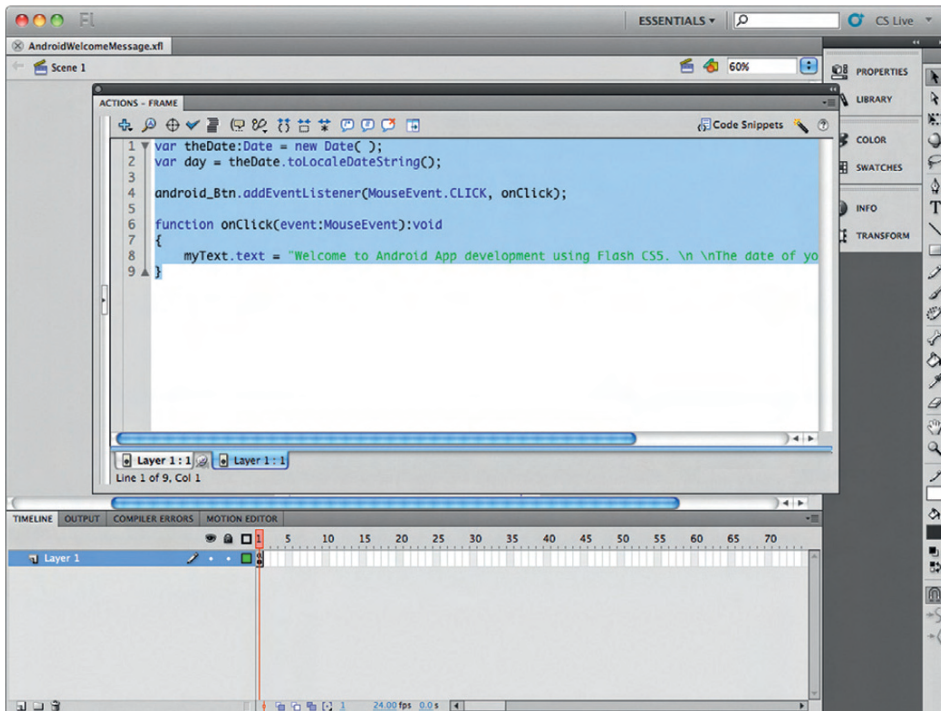 Fl ESSENTIALS CS Live
AndroidWelcomeMessage.xfl
Scene 1 60%
PROPERTIES
LIBRARY
COLOR
SWATCHES
INFO
TRANSFORM
ACTIONS - FRAME
Code Snippets
1 var theDate:Date = new Date( );
2 var day = theDate.toLocaleDateString();
3
4 android_Btn.addEventListener(MouseEvent.CLICK, onClick);
5
6 function onClick(event:MouseEvent):void
7 {
8 myText.text = "Welcome to Android App development using Flash CS5. \n \nThe date of yo
9 }
Layer 1 : 1 Layer 1 : 1
Line 1 of 9, Col 1
TIMELINE OUTPUT COMPILER ERRORS MOTION EDITOR
1 5 10 15 20 25 30 35 40 45 50 55 60 65 70
Layer 1
1 24.00 fps 0.0 s